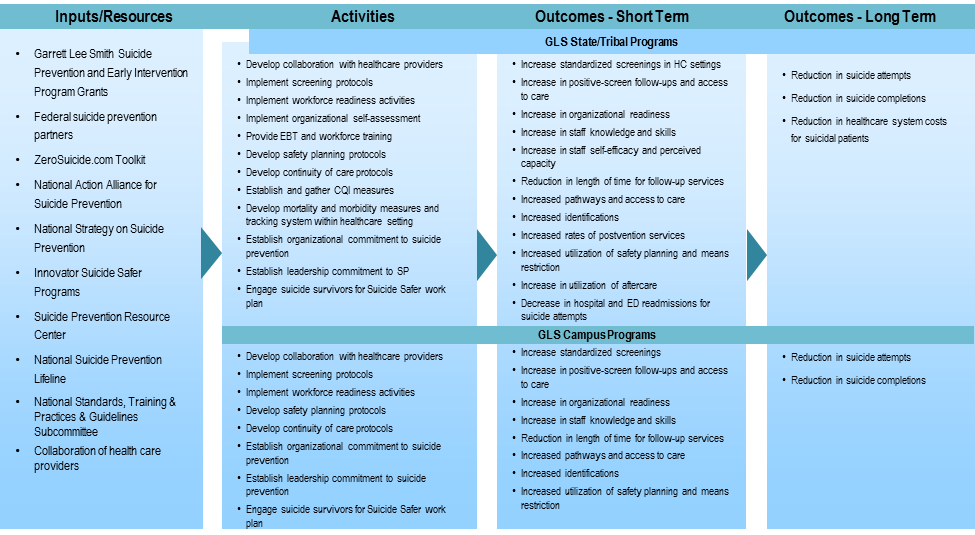 Inputs/Resources
Activities
Outcomes - Short Term
Outcomes - Long Term
• Garrett Lee Smith Suicide
Prevention and Early Intervention
Program Grants
• Federal suicide prevention
partners
• ZeroSuicide.com Toolkit
• National Action Alliance for
Suicide Prevention
• National Strategy on Suicide
Prevention
• Innovator Suicide Safer
Programs
• Suicide Prevention Resource
Center
• National Suicide Prevention
Lifeline
• National Standards, Training &
Practices & Guidelines
Subcommittee
• Collaboration of health care
providers
GLS State/Tribal Programs
• Develop collaboration with healthcare providers
• Implement screening protocols
• Implement workforce readiness activities
• Implement organizational self-assessment
• Provide EBT and workforce training
• Develop safety planning protocols
• Develop continuity of care protocols
• Establish and gather CQI measures
• Develop mortality and morbidity measures and
tracking system within healthcare setting
• Establish organizational commitment to suicide
prevention
• Establish leadership commitment to SP
• Engage suicide survivors for Suicide Safer work
plan
• Increase standardized screenings in HC settings
• Increase in positive-screen follow-ups and access
to care
• Increase in organizational readiness
• Increase in staff knowledge and skills
• Increase in staff self-efficacy and perceived
capacity
• Reduction in length of time for follow-up services
• Increased pathways and access to care
• Increased identifications
• Increased rates of postvention services
• Increased utilization of safety planning and means
restriction
• Increase in utilization of aftercare
• Decrease in hospital and ED readmissions for
suicide attempts
• Reduction in suicide attempts
• Reduction in suicide completions
• Reduction in healthcare system costs
for suicidal patients
GLS Campus Programs
• Develop collaboration with healthcare providers
• Implement screening protocols
• Implement workforce readiness activities
• Develop safety planning protocols
• Develop continuity of care protocols
• Establish organizational commitment to suicide
prevention
• Establish leadership commitment to suicide
prevention
• Engage suicide survivors for Suicide Safer work
plan
• Increase standardized screenings
• Increase in positive-screen follow-ups and access
to care
• Increase in organizational readiness
• Increase in staff knowledge and skills
• Reduction in length of time for follow-up services
• Increased pathways and access to care
• Increased identifications
• Increased utilization of safety planning and means
restriction
• Reduction in suicide attempts
• Reduction in suicide completions